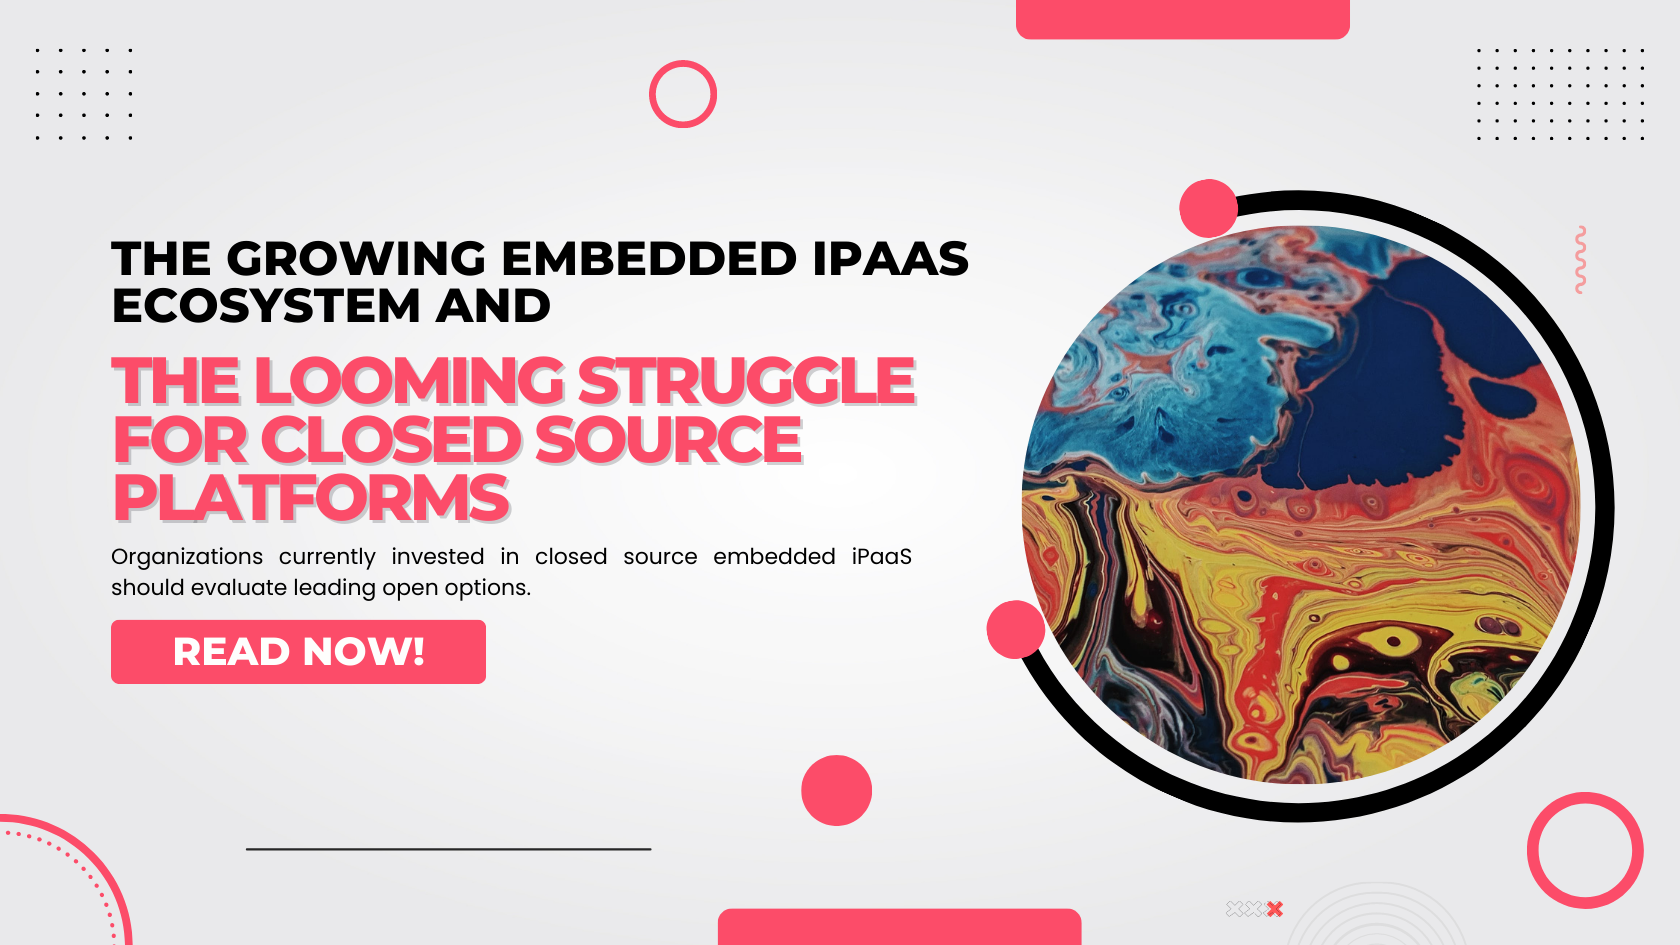 THE GROWING EMBEDDED IPAAS
ECOSYSTEM AND
THE LOOMING STRUGGLE
FOR CLOSED SOURCE
PLATFORMS
Organizations currently invested in closed source embedded iPaaS
should evaluate leading open options.
READ NOW!